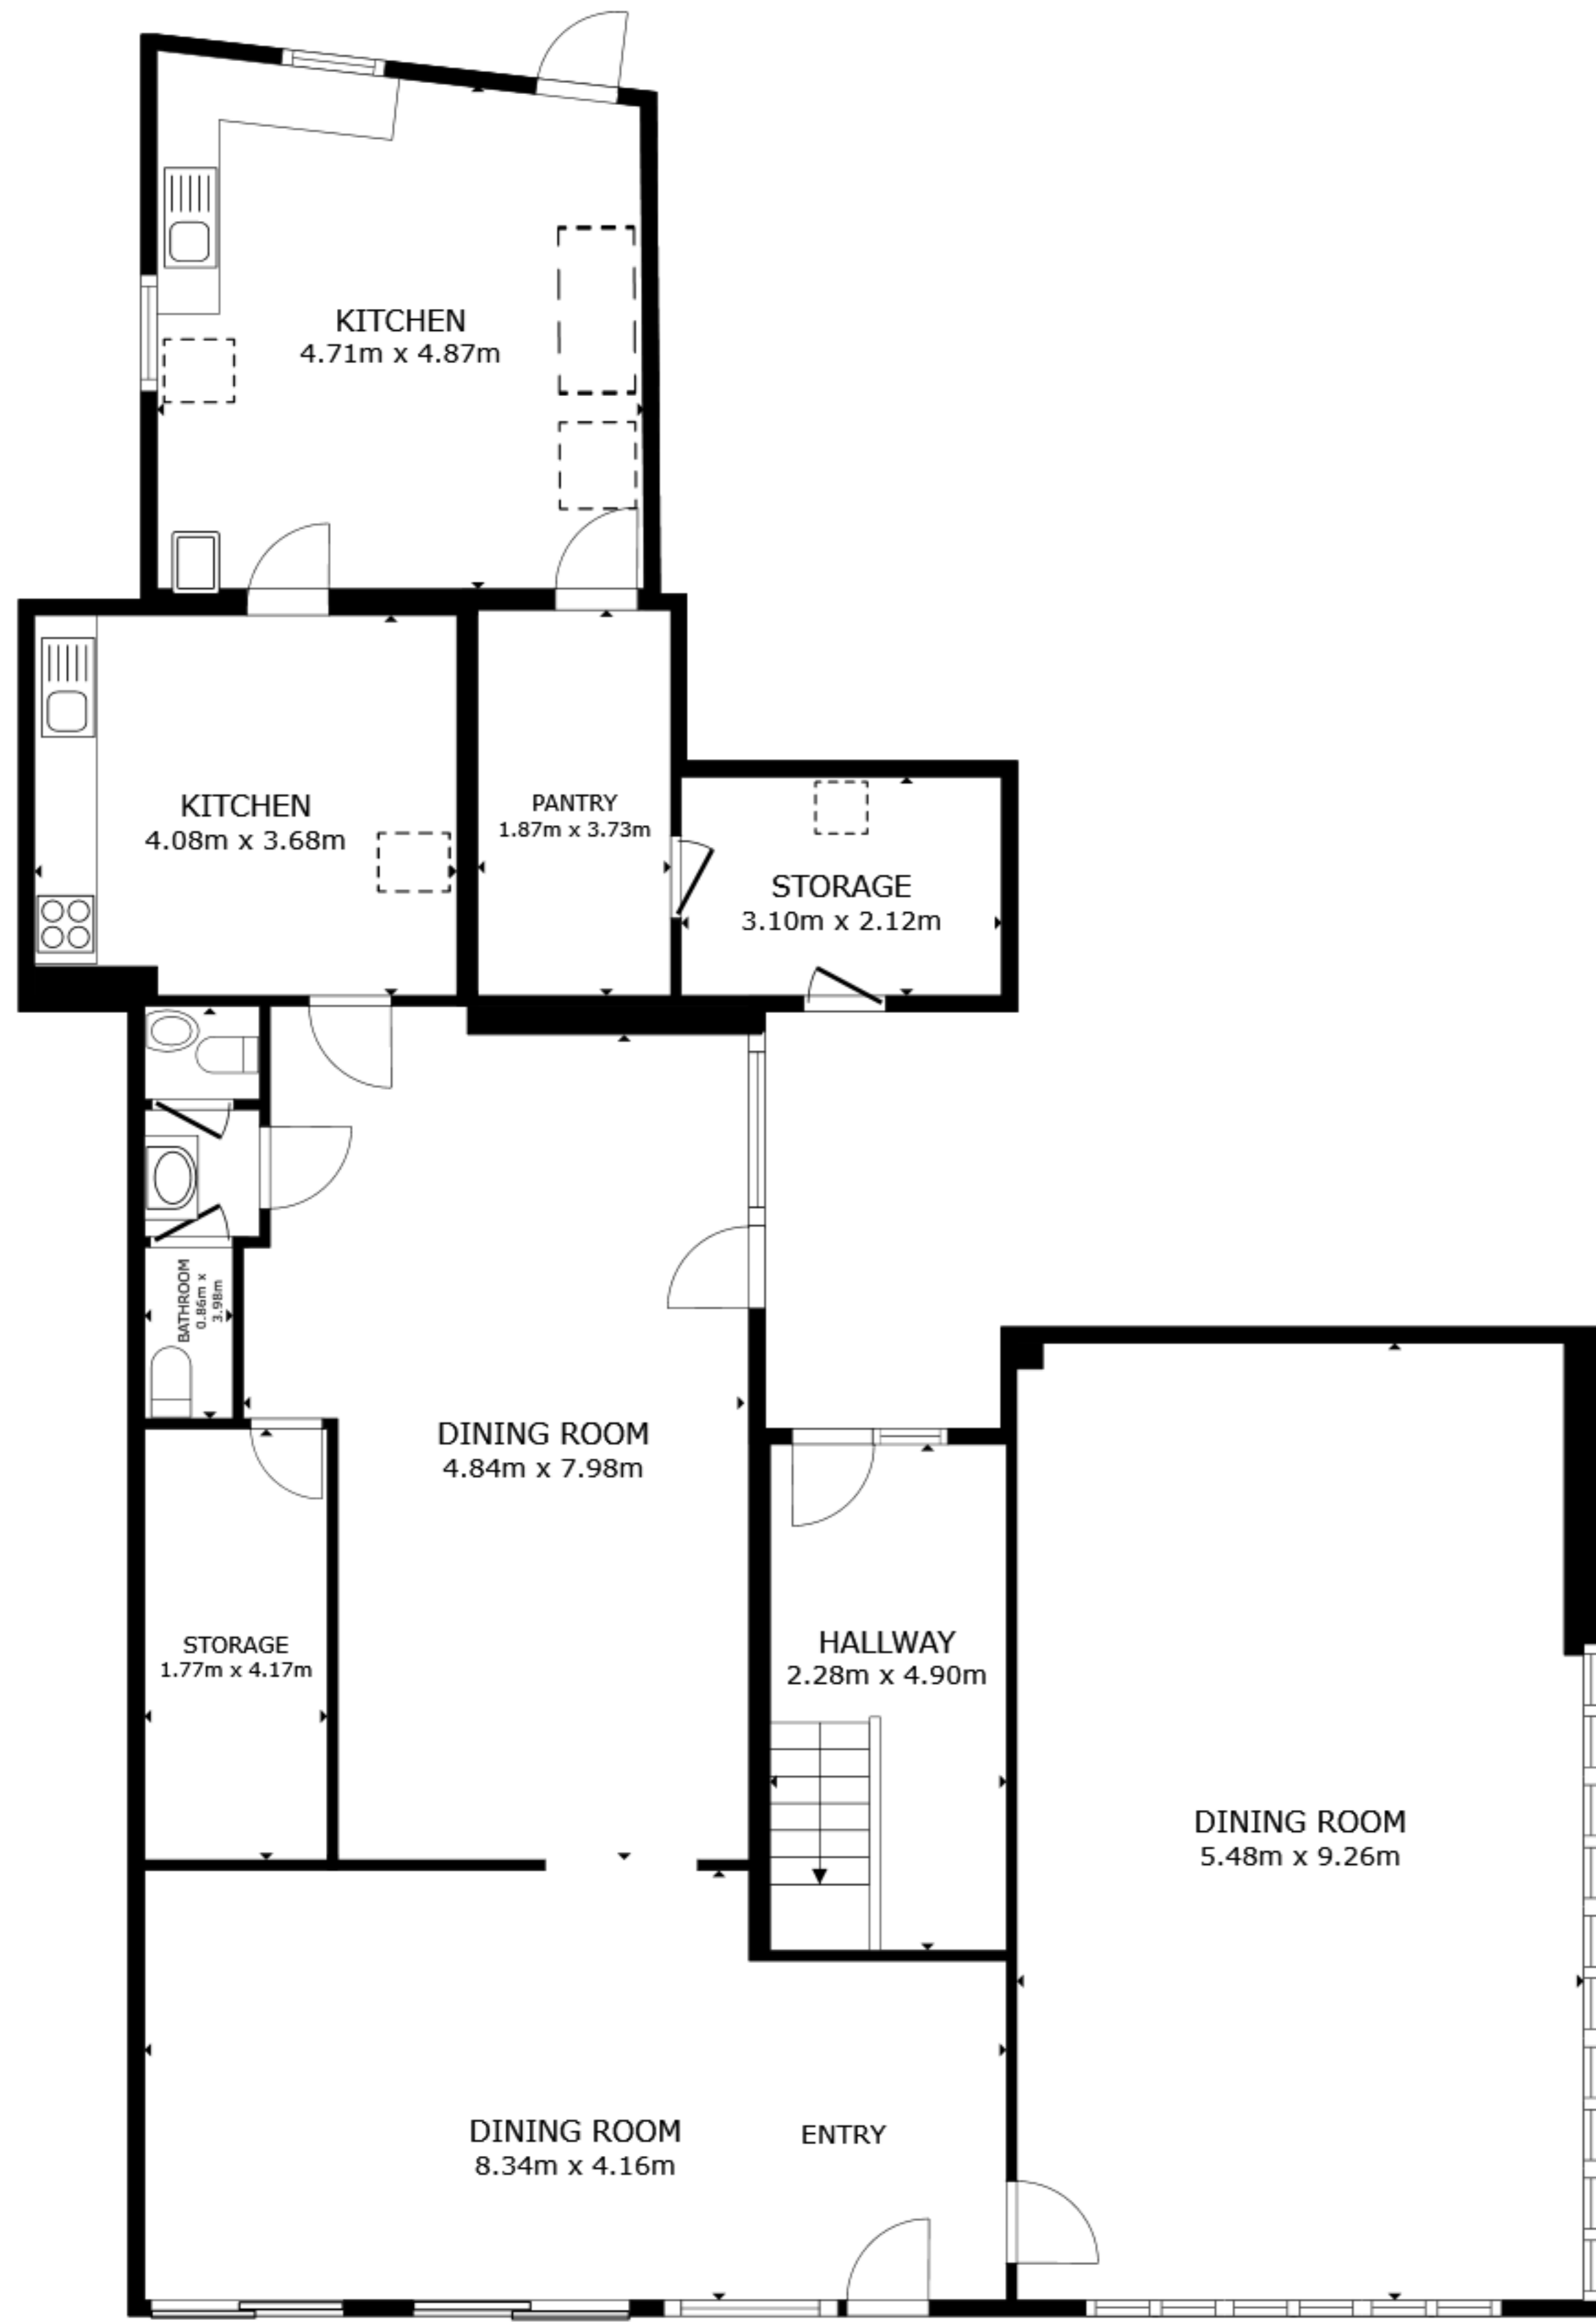 KITCHEN
4.71m x 4.87m
KITCHEN
4.08m x 3.68m
PANTRY
1.87m x 3.73m
STORAGE
3.10m x 2.12m
BATHROOM
0.86m x
3.98m
DINING ROOM
4.84m x 7.98m
STORAGE
1.77m x 4.17m
HALLWAY
2.28m x 4.90m
DINING ROOM
5.48m x 9.26m
DINING ROOM
8.34m x 4.16m
ENTRY